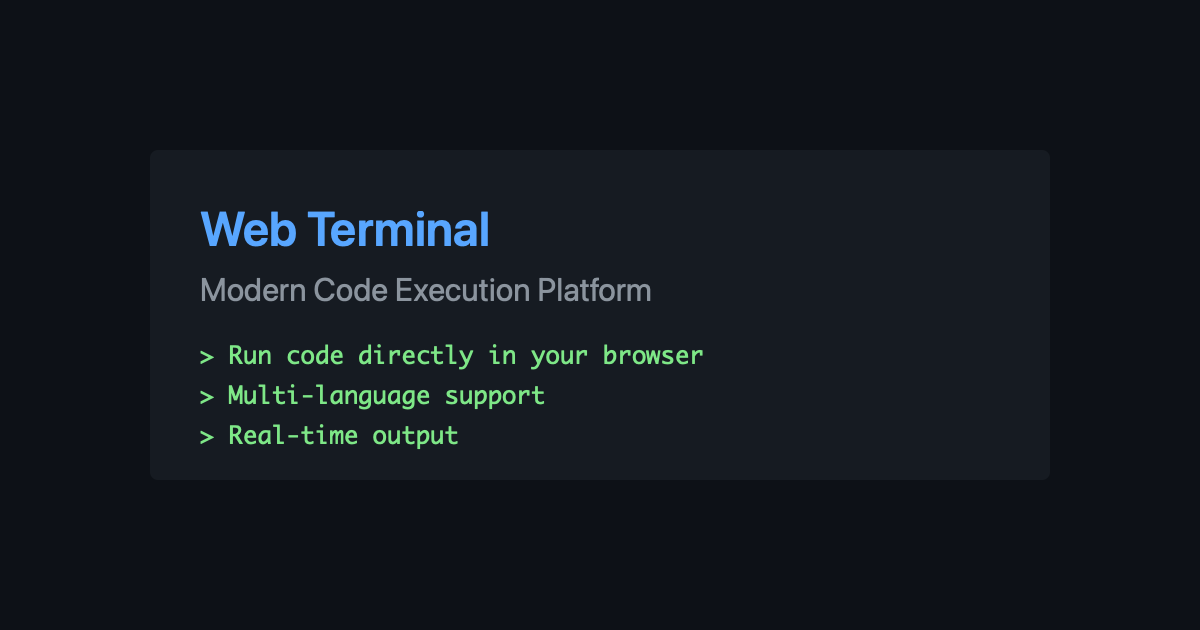 Web Terminal
Modern Code Execution Platform
> Run code directly in your browser
> Multi-language support
> Real-time output